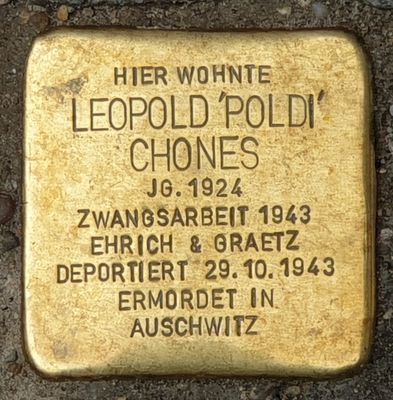 HIER WOHNTE
LEOPOLD 'POLDI'
CHONES
JG. 1924
ZWANGSARBEIT 1943
EHRICH & GRAETZ
DEPORTIERT 29.10.1943
ERMORDET IN
AUSCHWITZ